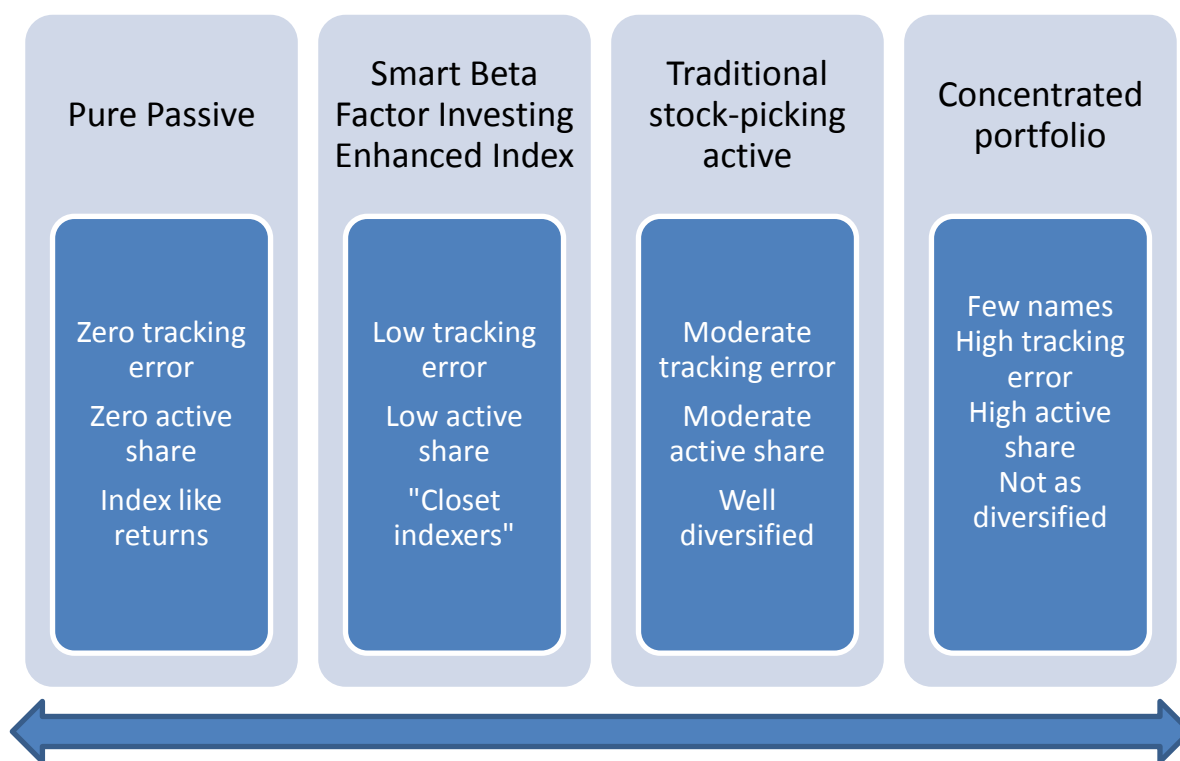 Pure Passive
Zero tracking
error
Zero active
share
Index like
returns
Smart Beta
Factor Investing
Enhanced Index
Low tracking
error
Low active
share
"Closet
indexers"
Traditional
stock-picking
active
Moderate
tracking error
Moderate
active share
Well
diversified
Concentrated
portfolio
Few names
High tracking
error
High active
share
Not as
diversified